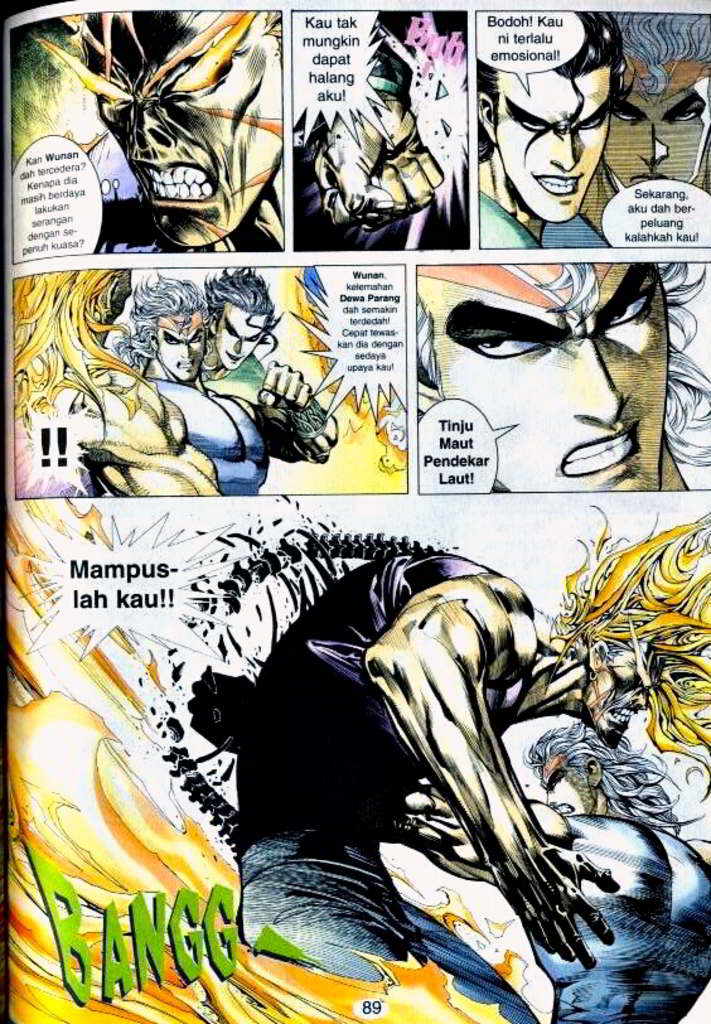 Kan Wunan
dah tercedera?
Kenapa dia
masih berdaya
lakukan
serangan
dengan se-
penuh kuasa?
Kau tak
mungkin
dapat
halang
aku!
Bodoh! Kau
ni terlalu
emosional!
Sekarang,
aku dah ber-
peluang
kalahkah kau!
!!
Wunan,
kelemahan
Dewa Parang
dah semakin
terdedah!
Cepat tewas-
kan dia dengan
sedaya
upaya kau!
Tinju
Maut
Pendekar
Laut!
Mampus-
lah kau!!
BANGG
89